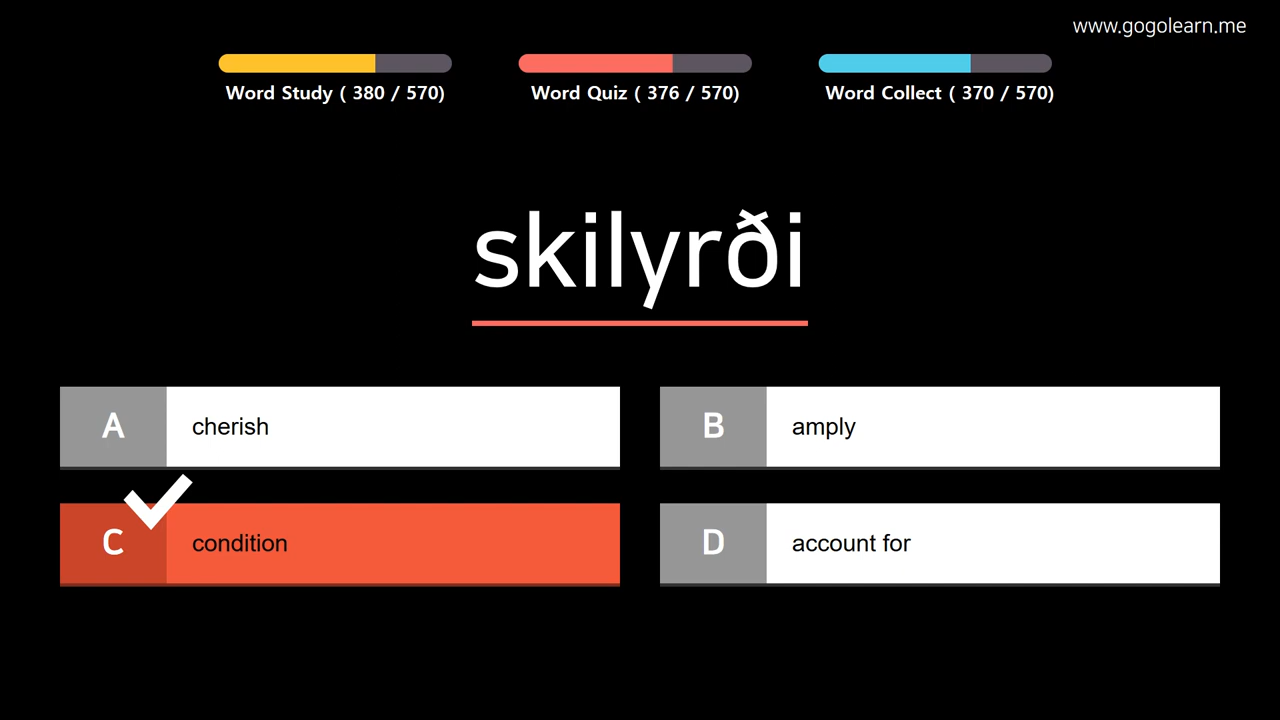 www.gogolearn.me
Word Study ( 380 / 570)
Word Quiz ( 376 / 570)
Word Collect ( 370 / 570)
skilyrði
A cherish
B amply
C condition
D account for